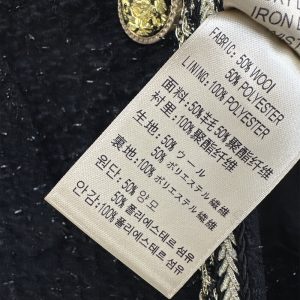 IRON L
FABRIC: 50% WOOl
50% POLYESTER
LINING: 100% POLYESTER
面料: 50%羊毛 50%聚酯纤维
衬里: 100%聚酯纤维
生地: 50% ウール
50% ポリエステル繊維
裏地: 100% ポリエステル繊維
원단: 50% 양모
50% 폴리에스테르 섬유
안감: 100% 폴리에스테르 섬유